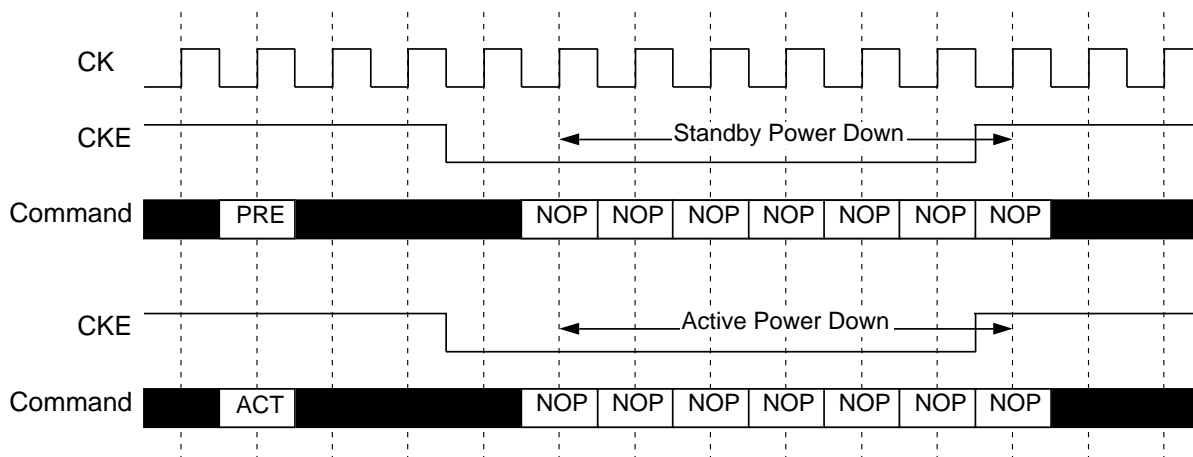 CK
CKE
Standby Power Down
Command
PRE
NOP NOP NOP NOP NOP NOP NOP
CKE
Active Power Down
Command
ACT
NOP NOP NOP NOP NOP NOP NOP